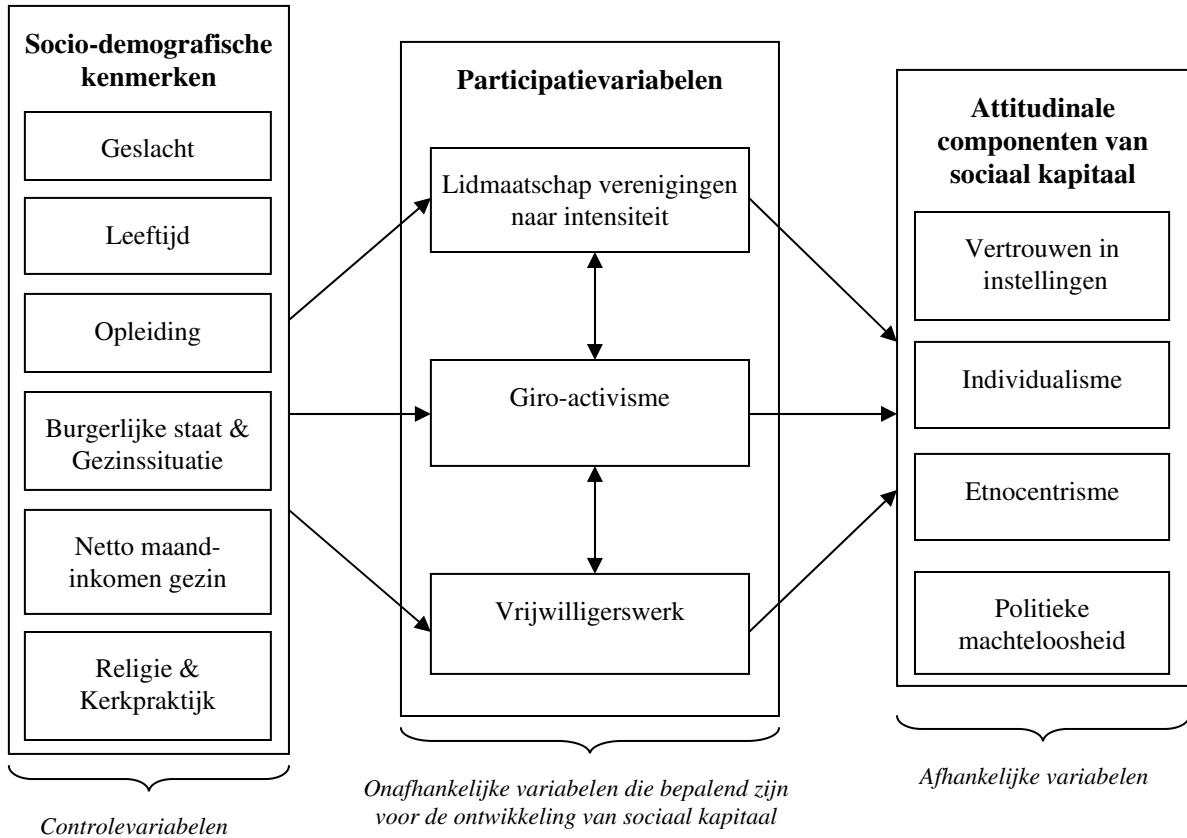 Socio-demografische
kenmerken
Geslacht
Leeftijd
Opleiding
Burgerlijke staat &
Gezinssituatie
Netto maand-
inkomen gezin
Religie &
Kerkpraktijk
Controlevariabelen
Participatievariabelen
Lidmaatschap verenigingen
naar intensiteit
Giro-activisme
Vrijwilligerswerk
Onafhankelijke variabelen die bepalend zijn
voor de ontwikkeling van sociaal kapitaal
Attitudinale
componenten van
sociaal kapitaal
Vertrouwen in
instellingen
Individualisme
Etnocentrisme
Politieke
machteloosheid
Afhankelijke variabelen